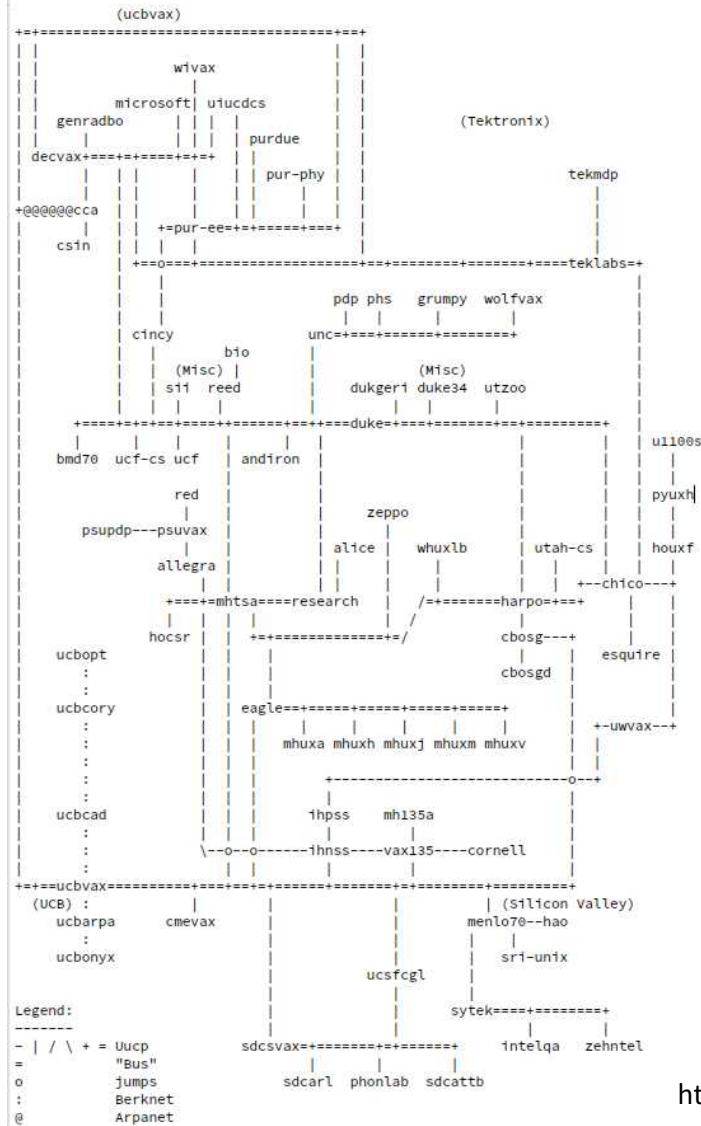 (ucbvax)
+=+===================================+==+
wivax
microsoft| uiucdcs
genradbo (Tektronix)
purdue
decvax+===+=+====+=+=+
pur-phy tekmdp
+@@@@@@cca
+=pur-ee=+=+=====+===+
csin
+==o===+====================+==+========+=======+====teklabs=+
pdp phs grumpy wolfvax
cincy unc=+===+======+========+
bio
(Misc) | (Misc)
sii reed dukgeri duke34 utzoo
+====+=+=+==+====+======+======+==++===duke=+===+=======+==+=========+
u1100s
bmd70 ucf-cs ucf | andiron
red pyuxh
zeppo
psupdp---psuvax
alice whuxlb utah-cs houxf
allegra
+--chico---+
+===+=mhtsa====research /=+=======harpo=+==+
hocsr +=+=============+=/ cbosg---+
ucbopt esquire
: cbosgd
:
ucbcory eagle==+=====+=====+=====+=====+
: +-uwvax--+
: mhuxa mhuxh mhuxj mhuxm mhuxv
:
: +----------------------------o--+
:
ucbcad ihpss mh135a
:
: \--o--o------ihnss----vax135----cornell
:
+=+==ucbvax==========+===+==+=+======+=======+=+========+=========+
(UCB) : (Silicon Valley)
ucbarpa cmevax menlo70--hao
:
ucbonyx sri-unix
ucsfcgl
Legend: sytek====+========+
-------
- | / \ + = Uucp sdcsvax=+=======+=+======+ intelqa zehntel
= "Bus"
o jumps sdcarl phonlab sdcattb
: Berknet
@ Arpanet
ht